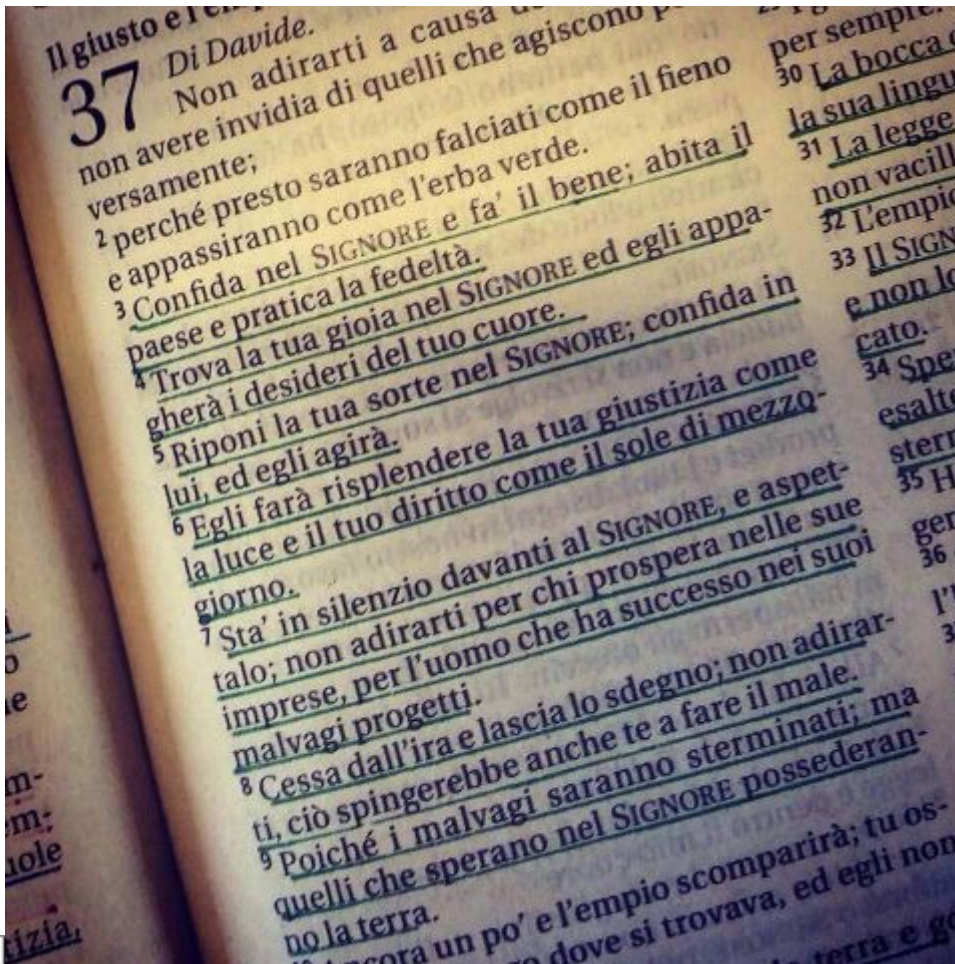 Il giusto e
Di Davide.
37 Non adirarti a causa
non avere invidia di quelli che agiscono
versamente;
2 perché presto saranno falciati come il fieno
e appassiranno come l'erba verde.
3 Confida nel SIGNORE e fa' il bene; abita il
paese e pratica la fedeltà.
4 Trova la tua gioia nel SIGNORE ed egli appa-
gherà i desideri del tuo cuore.
5 Riponi la tua sorte nel SIGNORE; confida in
lui, ed egli agirà.
6 Egli farà risplendere la tua giustizia come
la luce e il tuo diritto come il sole di mezzo-
giorno.
7 Sta' in silenzio davanti al SIGNORE, e aspet-
talo; non adirarti per chi prospera nelle sue
imprese, per l'uomo che ha successo nei suoi
malvagi progetti.
8 Cessa dall'ira e lascia lo sdegno; non adirar-
ti, ciò spingerebbe anche te a fare il male.
9 Poiché i malvagi saranno sterminati; ma
quelli che sperano nel SIGNORE possederan-
no la terra.
ancora un po' e l'empio scomparirà; tu os-
dove si trovava, ed egli non
terra e
per sempre.
30 La bocca
la sua lingu
31 La legge
non vacill
32 L'empio
33 Il SIGN
e non lo
cato.
34 Spe
esalte
stern
35 H
ger
36
l'
m-
em-
uole
tizia,